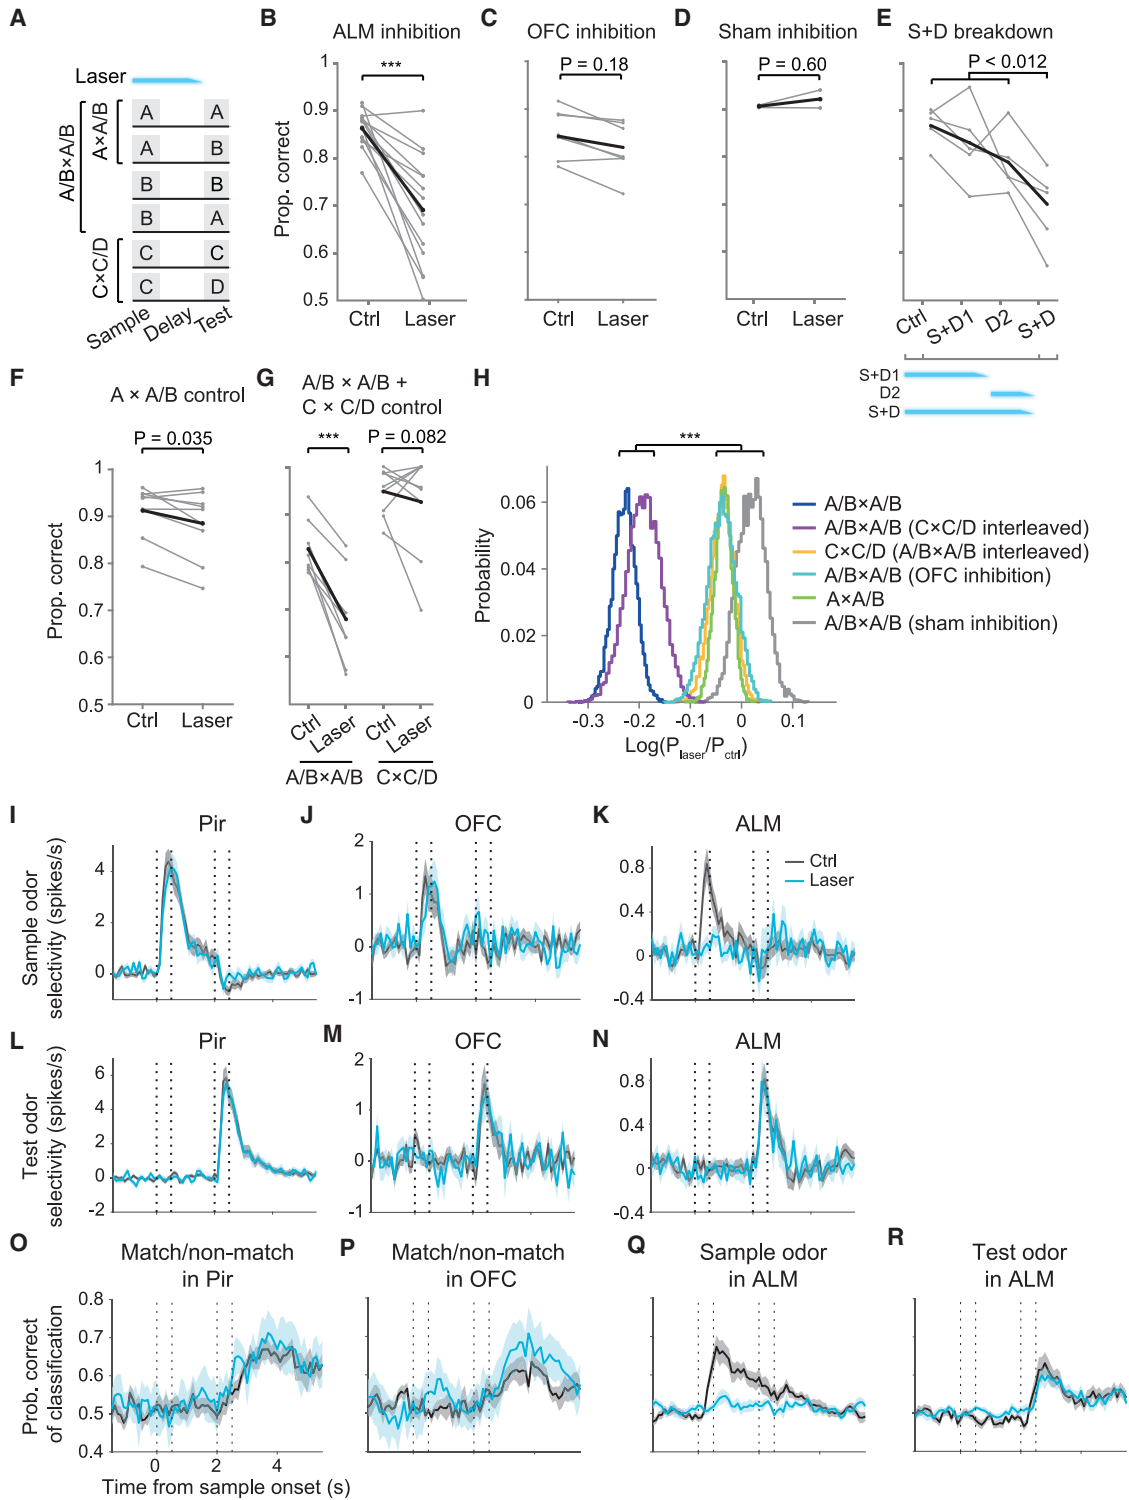 A
Laser
A/B×A/B
A×A/B
C×C/D
A A
A B
B B
B A
C C
C D
Sample Delay Test
B
ALM inhibition
***
Prop. correct
1
0.9
0.8
0.7
0.6
0.5
Ctrl Laser
C
OFC inhibition
P = 0.18
Ctrl Laser
D
Sham inhibition
P = 0.60
Ctrl Laser
E
S+D breakdown
P < 0.012
Ctrl S+D1 D2 S+D
S+D1
D2
S+D
F
A × A/B control
P = 0.035
Prop. correct
1
0.9
0.8
0.7
0.6
0.5
Ctrl Laser
G
A/B × A/B +
C × C/D control
*** P = 0.082
Ctrl Laser Ctrl Laser
A/B×A/B C×C/D
H
***
Probability
0.06
0.04
0.02
0
-0.3 -0.2 -0.1 0 0.1
Log(Plaser/Pctrl)
A/B×A/B
A/B×A/B (C×C/D interleaved)
C×C/D (A/B×A/B interleaved)
A/B×A/B (OFC inhibition)
A×A/B
A/B×A/B (sham inhibition)
I
Pir
Sample odor
selectivity (spikes/s)
4
2
0
J
OFC
2
1
0
-1
K
ALM
Ctrl
Laser
0.8
0.4
0
-0.4
L
Pir
Test odor
selectivity (spikes/s)
6
4
2
0
-2
M
OFC
2
1
0
-1
N
ALM
0.8
0.4
0
-0.4
O
Match/non-match
in Pir
Prob. correct
of classification
0.8
0.7
0.6
0.5
0.4
0 2 4
Time from sample onset (s)
P
Match/non-match
in OFC
Q
Sample odor
in ALM
R
Test odor
in ALM